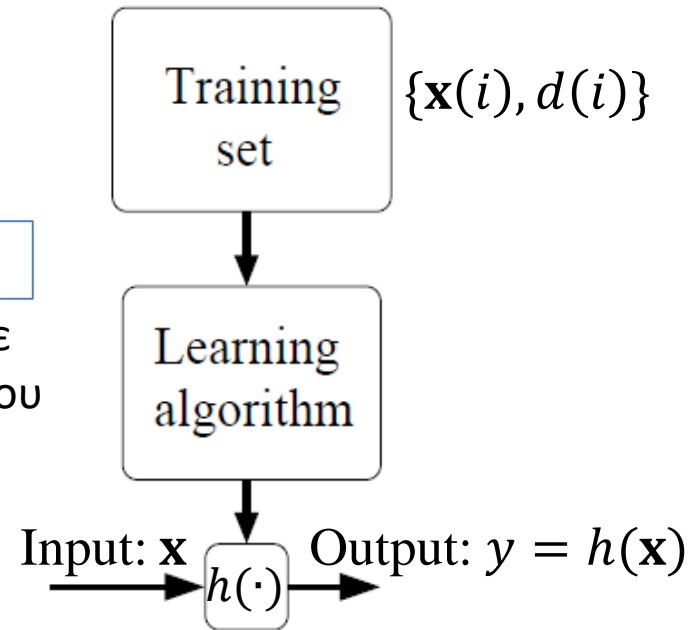 Training
set
{𝐱(𝑖), 𝑑(𝑖)}
Learning
algorithm
Input: 𝐱
ℎ(·)
Output: 𝑦 = ℎ(𝐱)